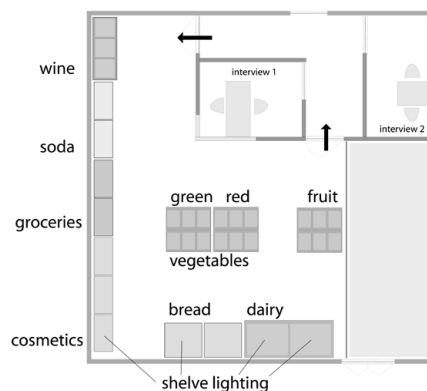 interview 1
wine
interview 2
soda
green red fruit
groceries
vegetables
bread dairy
cosmetics
shelve lighting